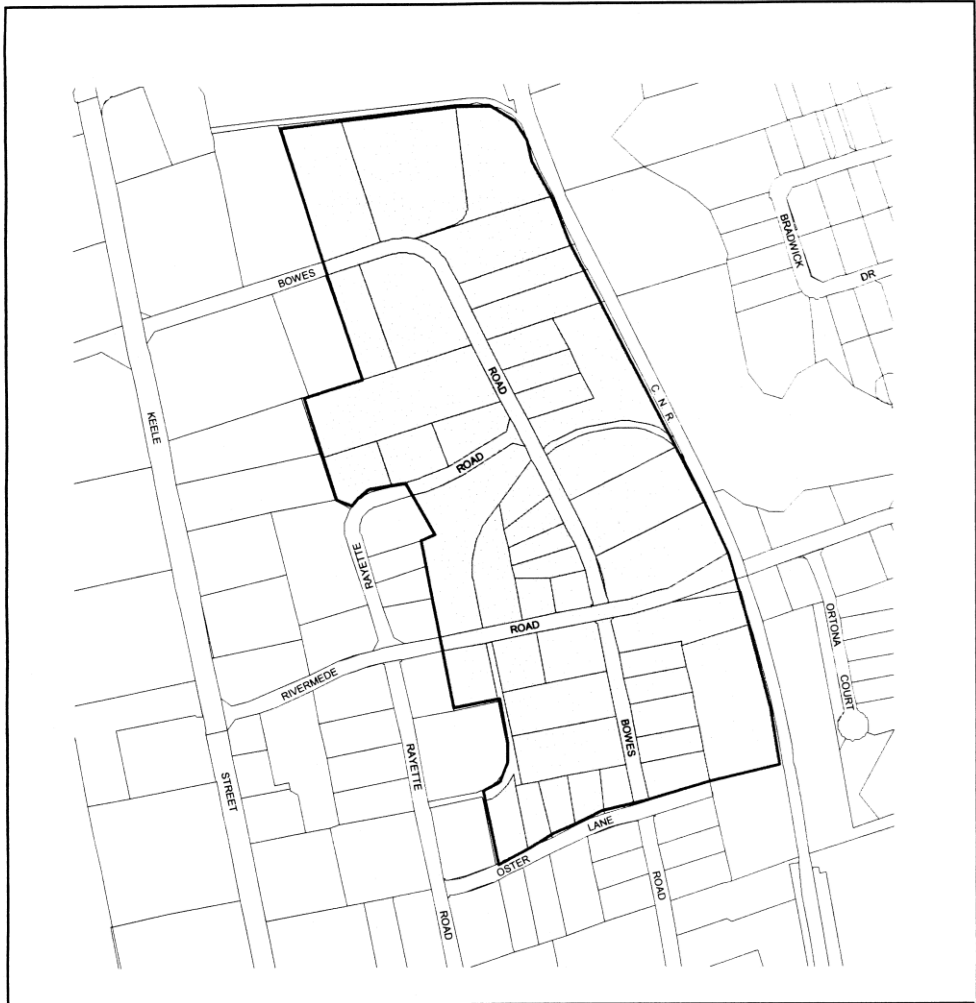 BRADWICK
DR
BOWES
ROAD
KEELE
C N R
ROAD
RAYETTE
ORTONA
COURT
ROAD
RIVERMEDE
BOWES
RAYETTE
STREET
LANE
OSTER
ROAD
ROAD